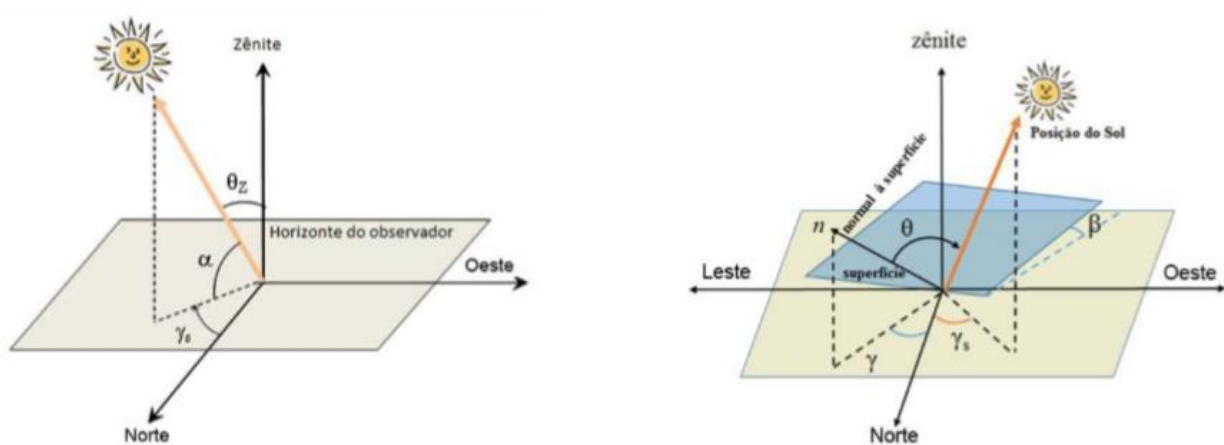 Zênite
θZ
Horizonte do observador
α
Oeste
γs
Norte
zênite
Posição do Sol
normal à superfície
n
θ
β
superfície
Leste
Oeste
γ
γs
Norte